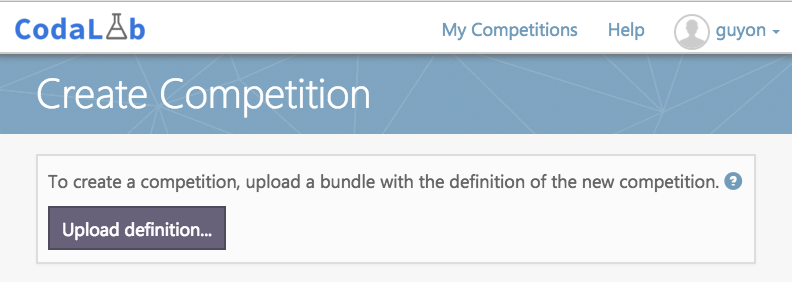 CodaLab
My Competitions Help guyon
Create Competition
To create a competition, upload a bundle with the definition of the new competition. ?
Upload definition...